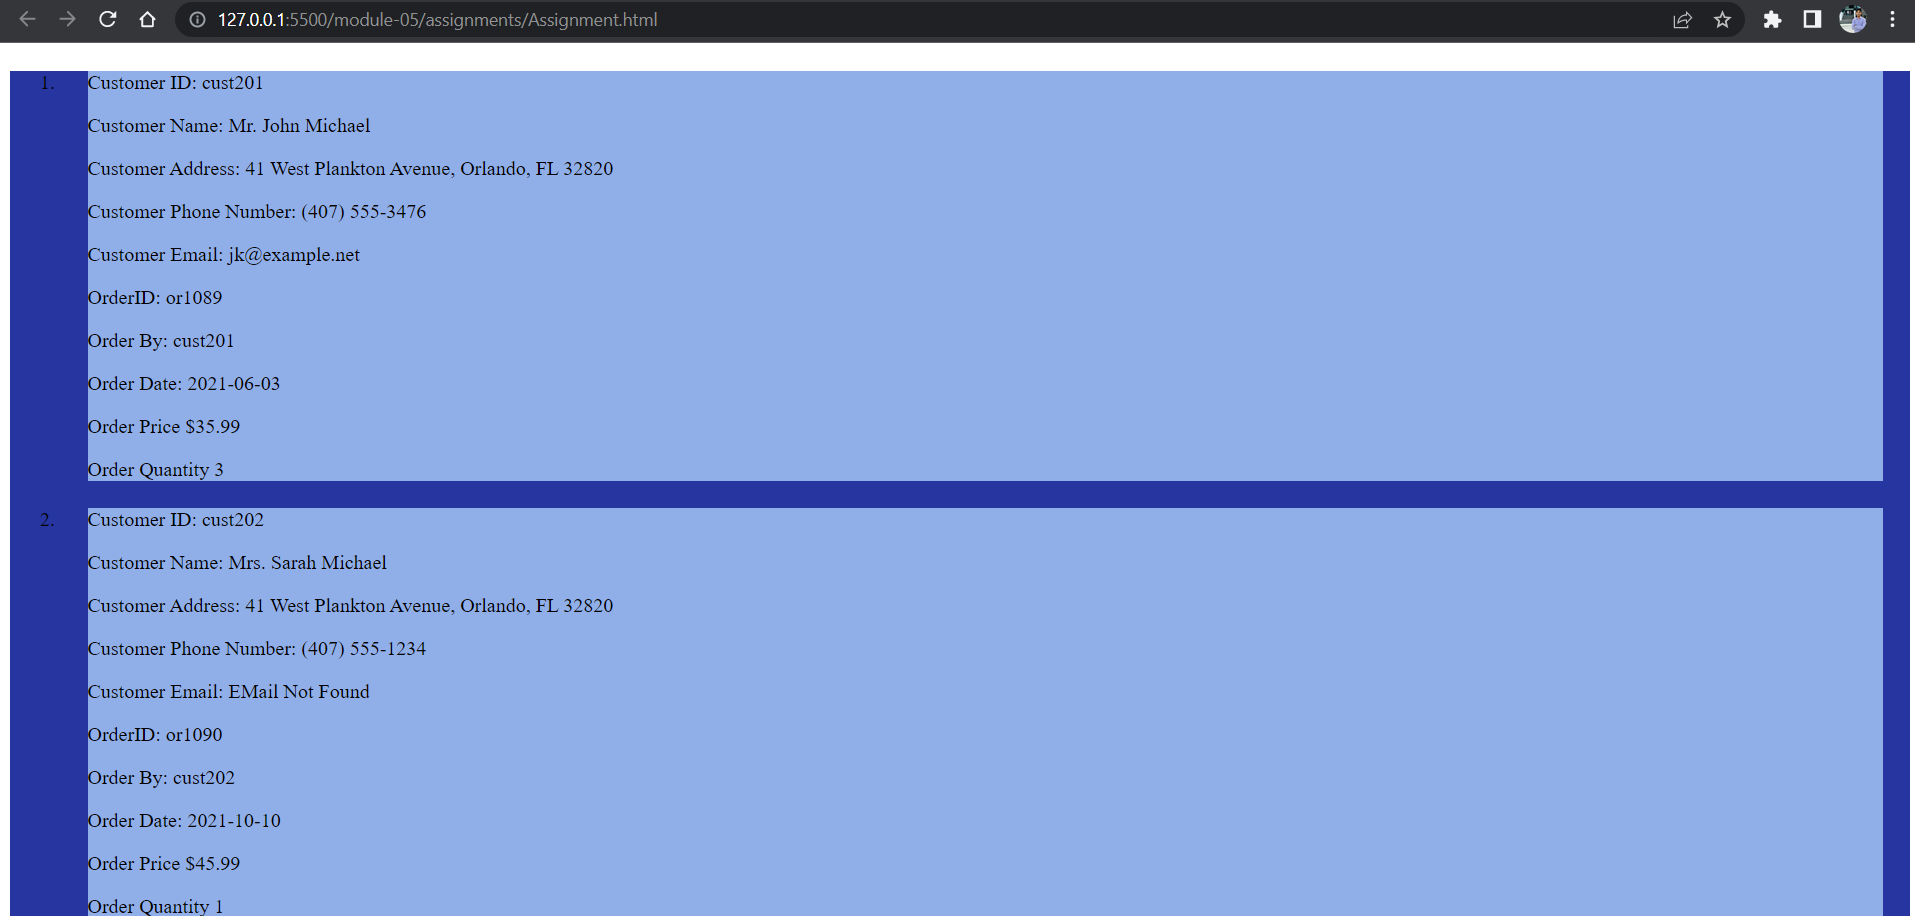 127.0.0.1:5500/module-05/assignments/Assignment.html
1. Customer ID: cust201
Customer Name: Mr. John Michael
Customer Address: 41 West Plankton Avenue, Orlando, FL 32820
Customer Phone Number: (407) 555-3476
Customer Email: jk@example.net
OrderID: or1089
Order By: cust201
Order Date: 2021-06-03
Order Price $35.99
Order Quantity 3
2. Customer ID: cust202
Customer Name: Mrs. Sarah Michael
Customer Address: 41 West Plankton Avenue, Orlando, FL 32820
Customer Phone Number: (407) 555-1234
Customer Email: EMail Not Found
OrderID: or1090
Order By: cust202
Order Date: 2021-10-10
Order Price $45.99
Order Quantity 1